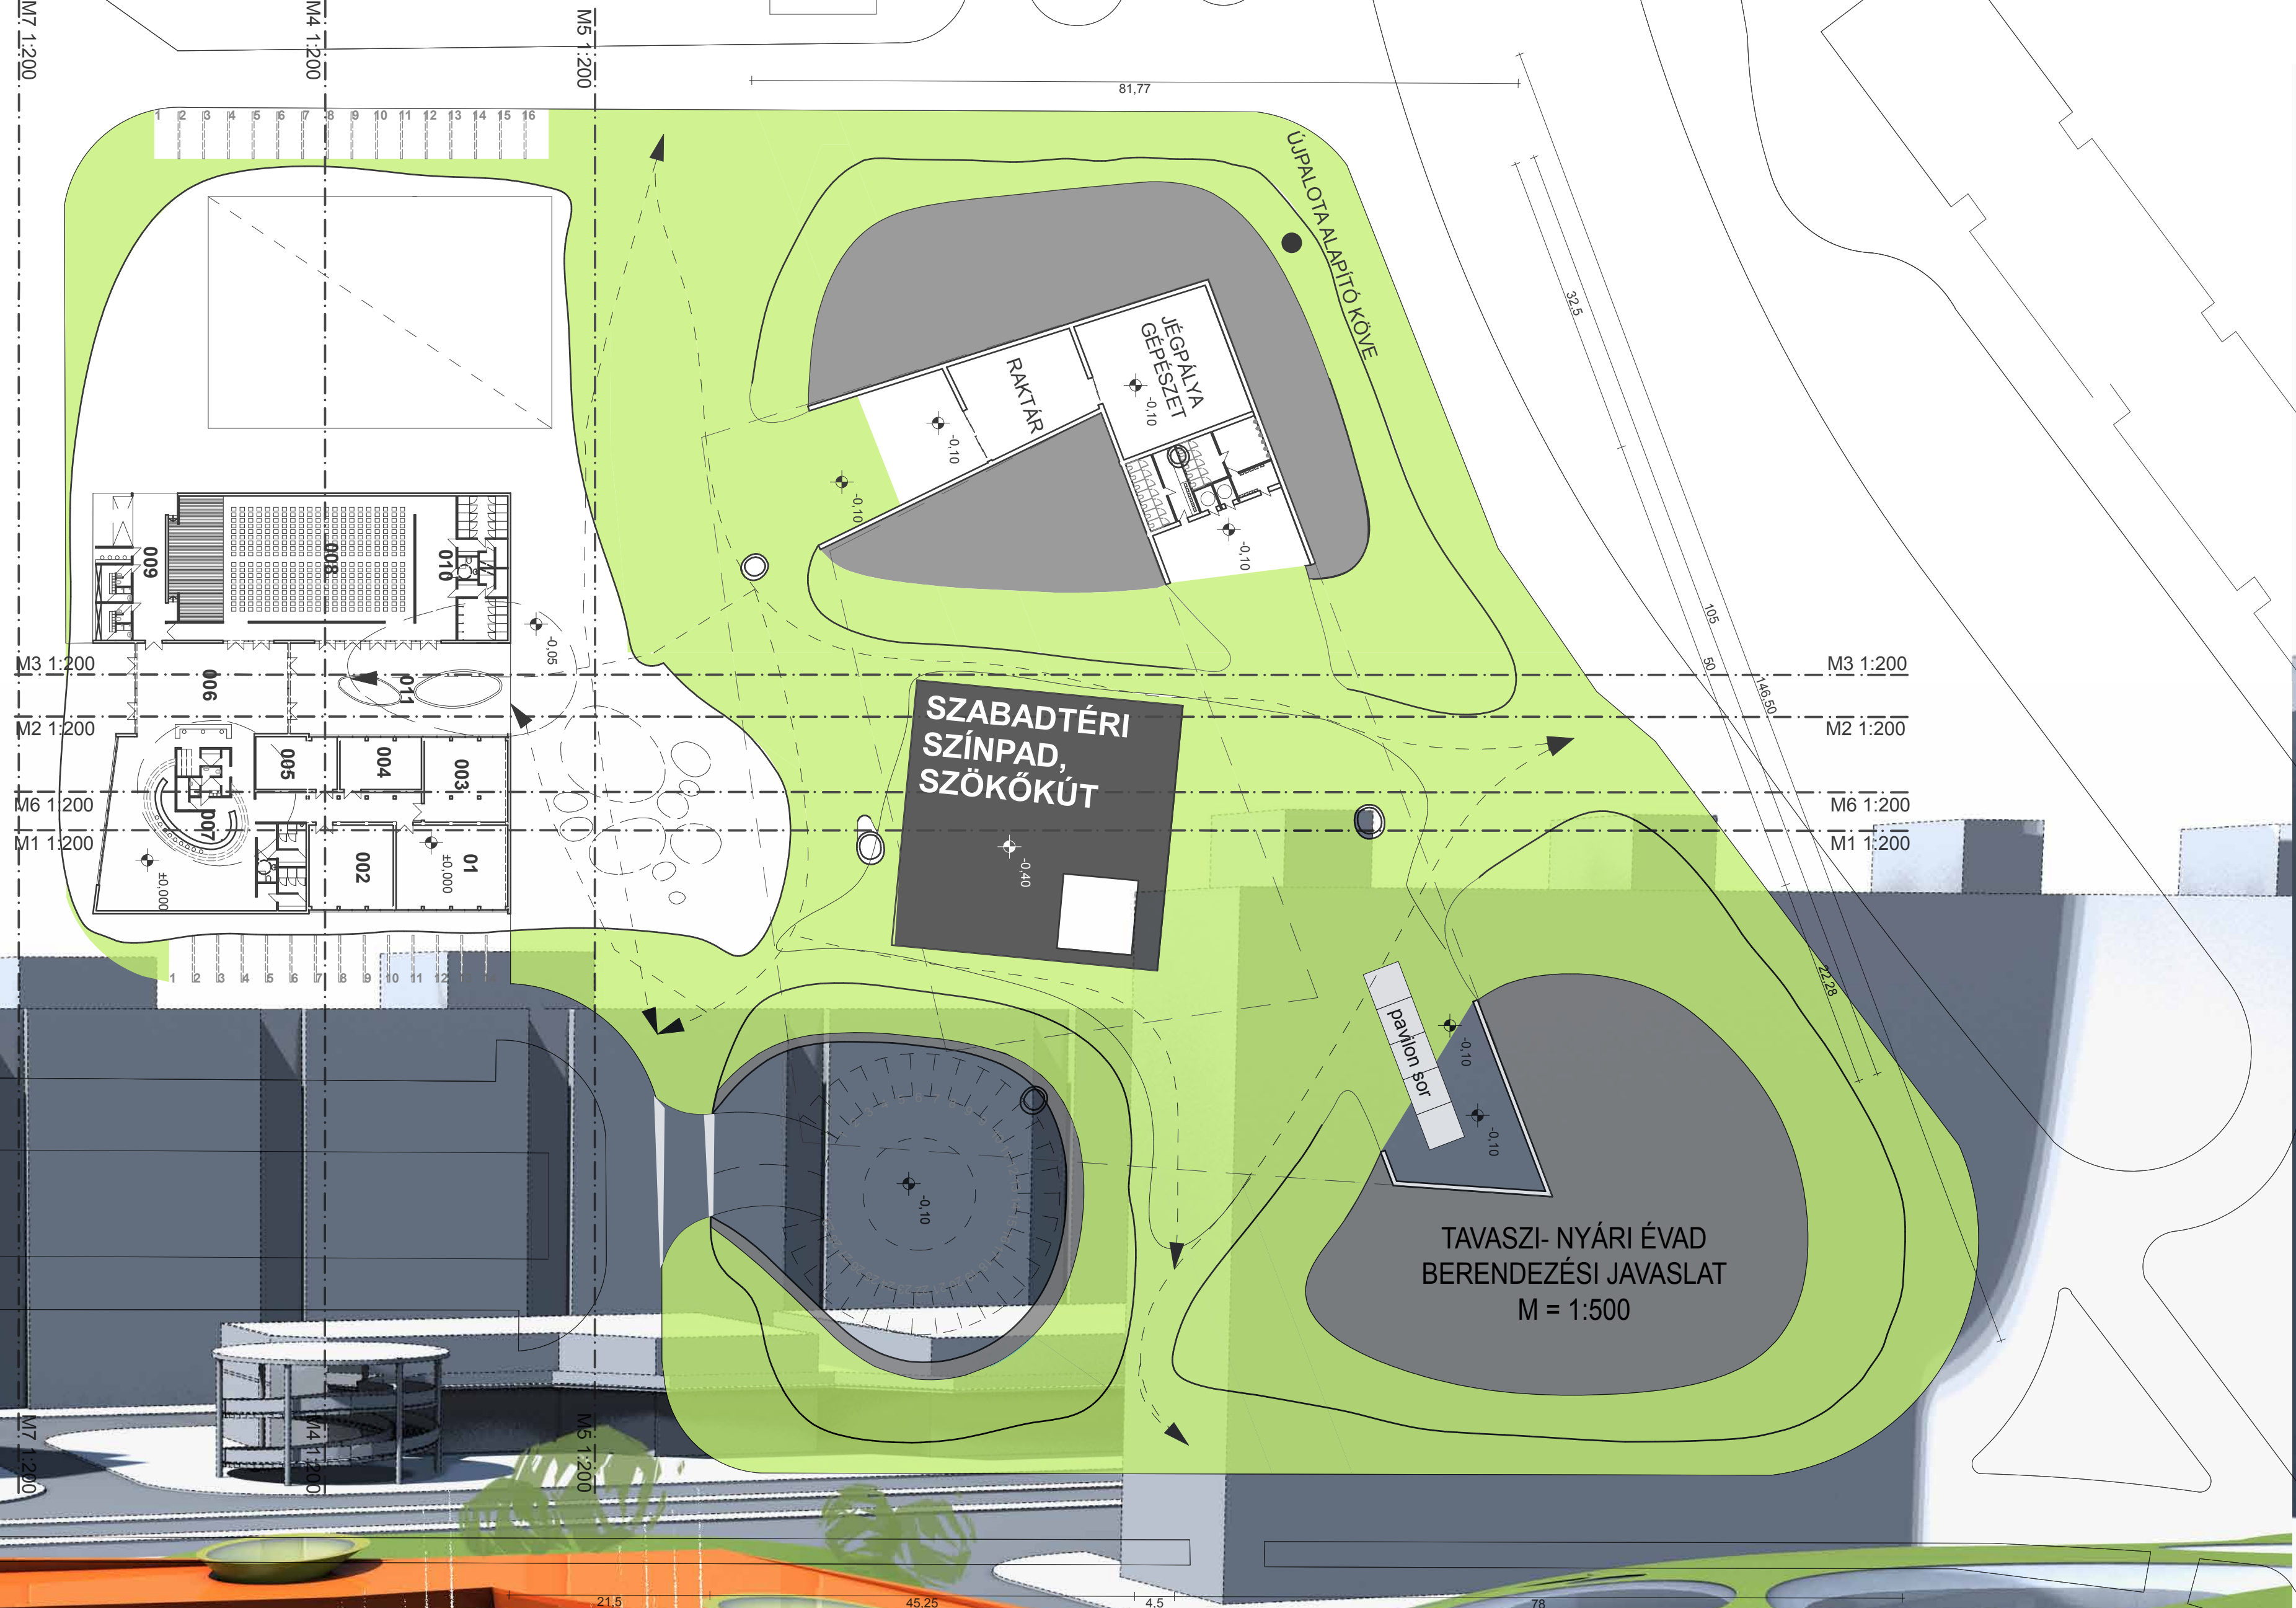 M7 1:200
M4 1:200
M5 1:200
81,77
1 2 3 4 5 6 7 8 9 10 11 12 13 14 15 16
ÚJPALOTA ALAPÍTÓ KÖVE
32,5
JÉGPÁLYA
GÉPÉSZET
-0,10
RAKTÁR
-0,10
-0,10
-0,10
009
008
010
-0,05
105
50
146,50
M3 1:200
M3 1:200
006
011
M2 1:200
M2 1:200
SZABADTÉRI
SZÍNPAD,
SZÖKŐKÚT
-0,40
005
004
003
M6 1:200
M6 1:200
007
M1 1:200
M1 1:200
002
01
±0,000
±0,000
1 2 3 4 5 6 7 8 9 10 11 12
22,28
pavilon sor
-0,10
-0,10
-0,10
TAVASZI- NYÁRI ÉVAD
BERENDEZÉSI JAVASLAT
M = 1:500
M7 1:200
M4 1:200
M5 1:200
21,5
45,25
4,5
78